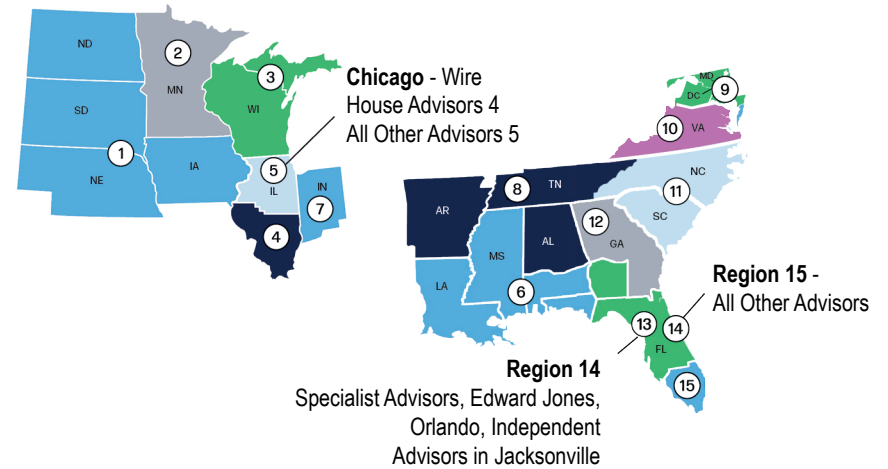 ND
2
MN
3
WI
SD
1
NE
IA
5
IL
IN
7
4
Chicago - Wire
House Advisors 4
All Other Advisors 5
MD
DC
9
10
VA
NC
11
SC
8
TN
AR
12
GA
AL
MS
LA
6
13
14
FL
15
Region 15 -
All Other Advisors
Region 14
Specialist Advisors, Edward Jones,
Orlando, Independent
Advisors in Jacksonville